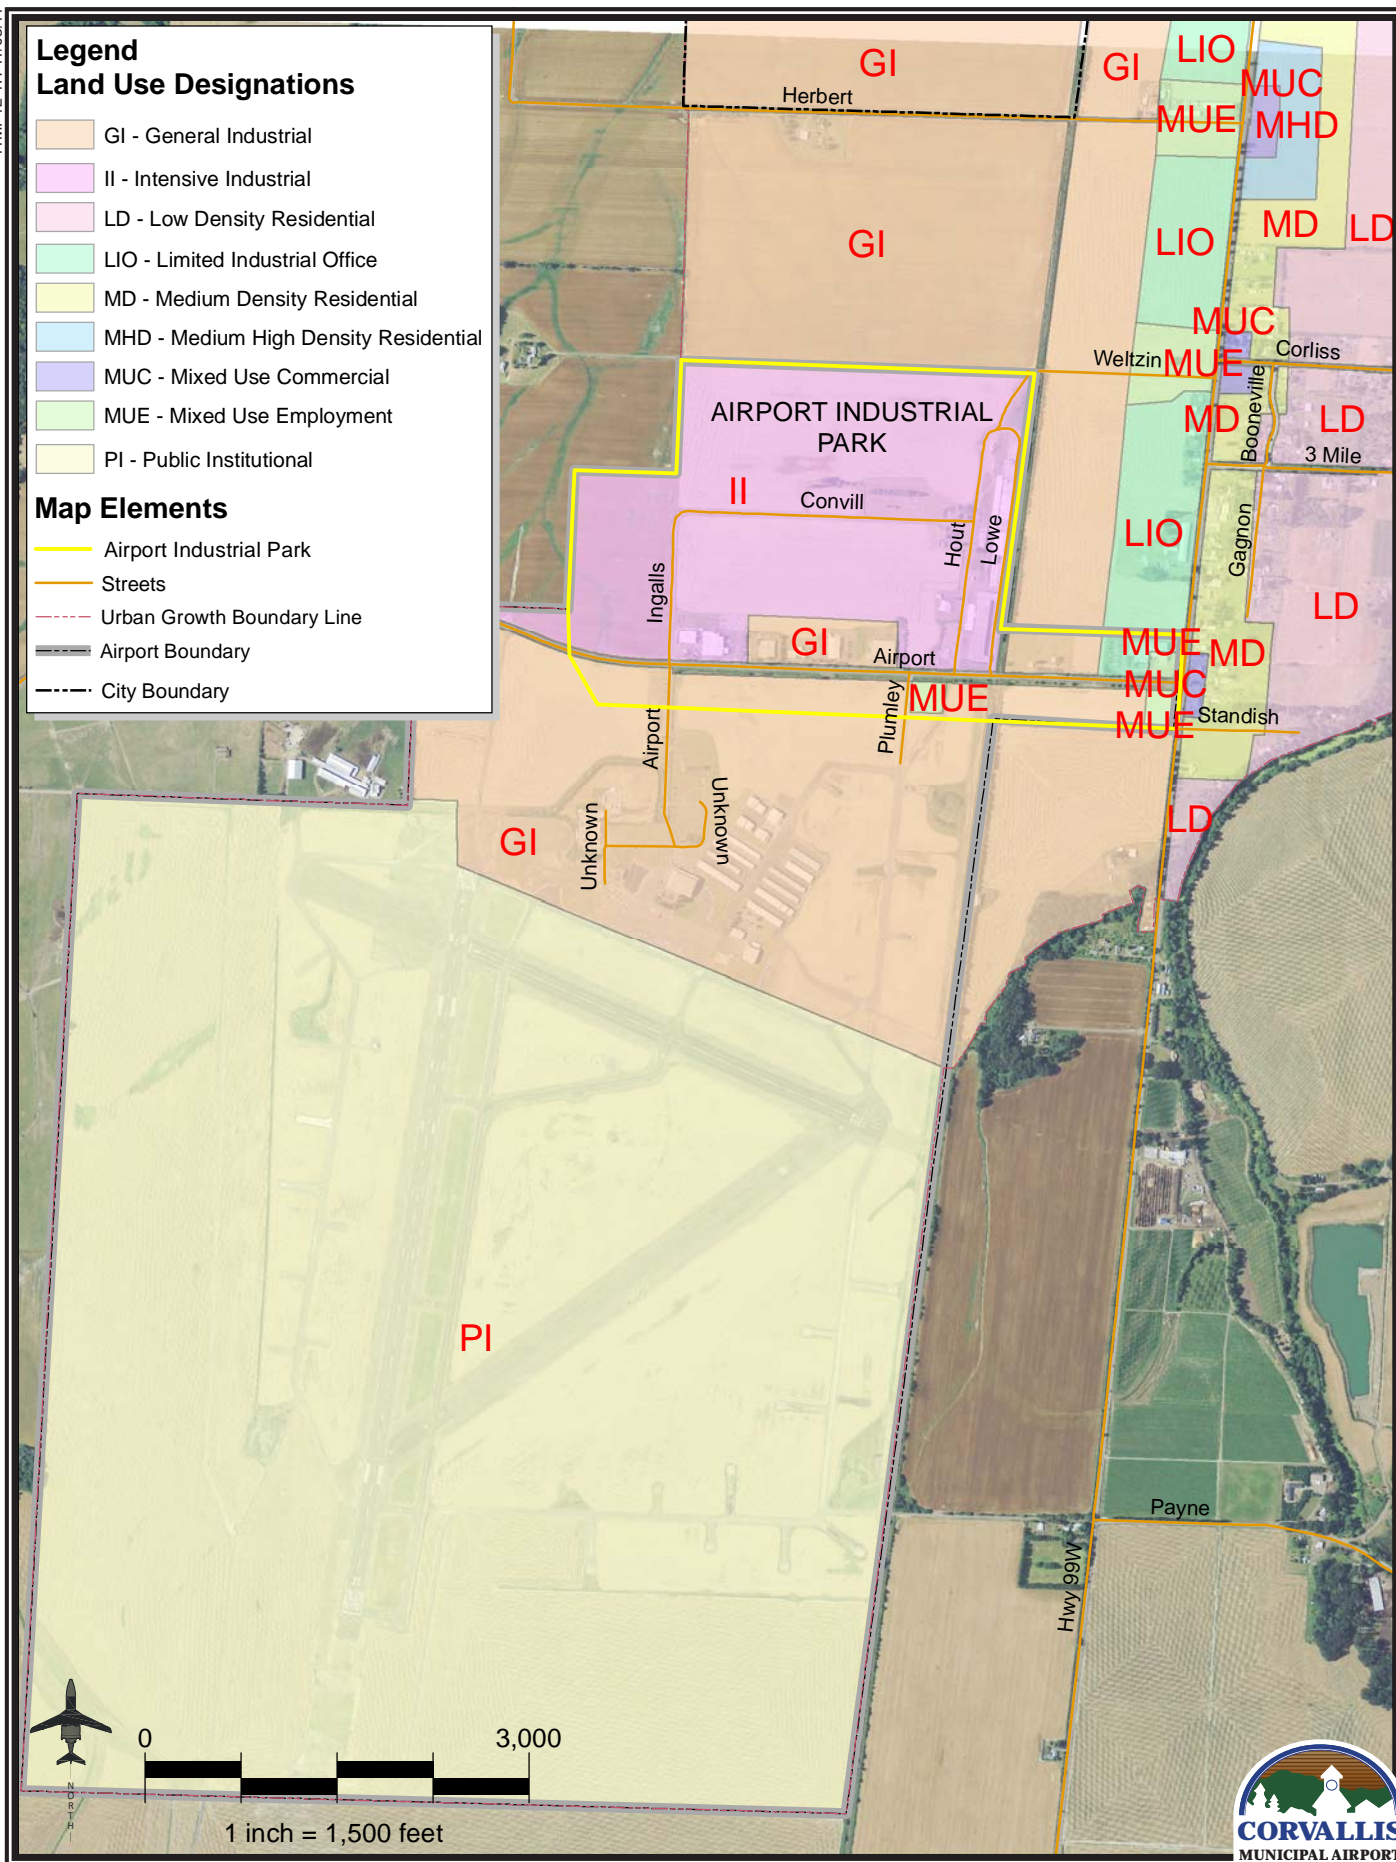 Legend
Land Use Designations
GI - General Industrial
II - Intensive Industrial
LD - Low Density Residential
LIO - Limited Industrial Office
MD - Medium Density Residential
MHD - Medium High Density Residential
MUC - Mixed Use Commercial
MUE - Mixed Use Employment
PI - Public Institutional
Map Elements
Airport Industrial Park
Streets
Urban Growth Boundary Line
Airport Boundary
City Boundary
GI
GI
LIO
MUC
Herbert
MUE
MHD
GI
LIO
MD
LD
MUC
Weltzin
MUE
Corliss
AIRPORT INDUSTRIAL
PARK
MD
Booneville
LD
3 Mile
II
Convill
Hout
Lowe
LIO
Gagnon
Ingalls
LD
GI
Airport
MUE
MD
MUE
MUC
Plumley
MUE
Standish
Airport
GI
Unknown
Unknown
LD
PI
Payne
Hwy 99W
NORTH
0
3,000
1 inch = 1,500 feet
CORVALLIS
MUNICIPAL AIRPORT